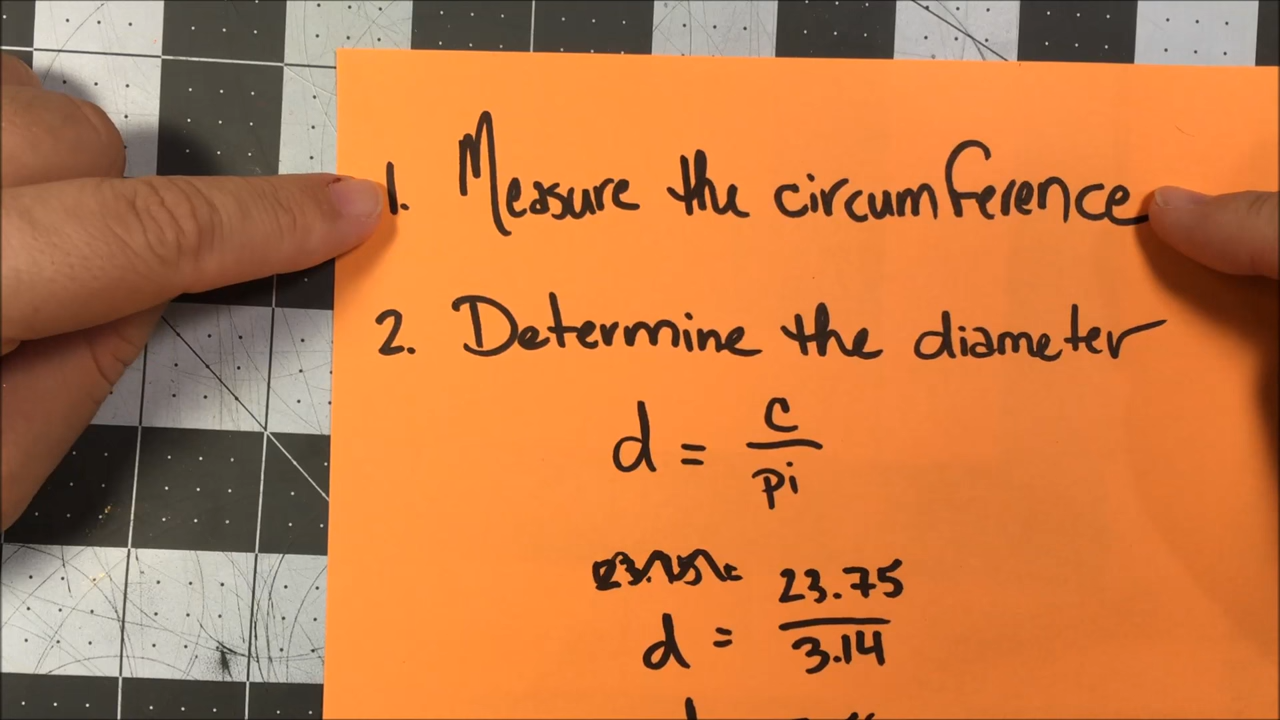 1. Measure the circumference
2. Determine the diameter
d = c
pi
d = 23.75
3.14